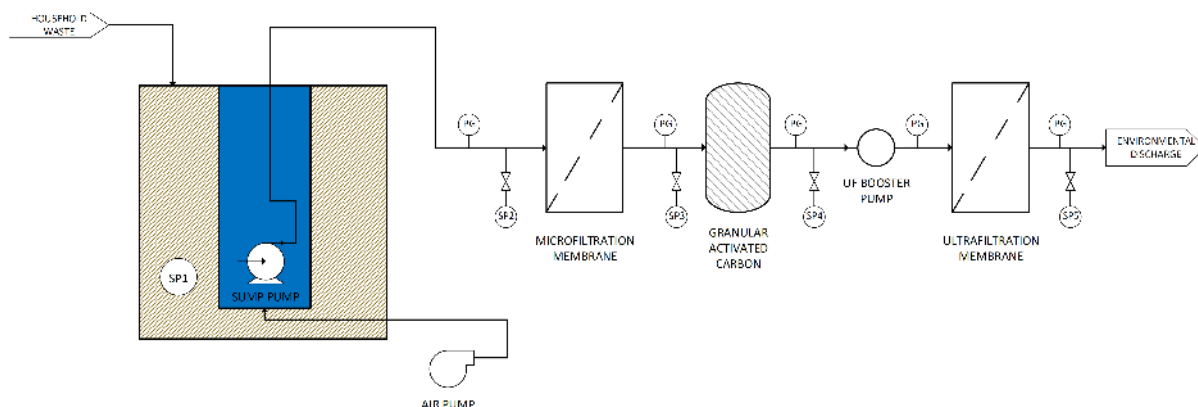 HOUSEHOLD
WASTE
PG
PG
PG
PG
PG
ENVIRONMENTAL
DISCHARGE
UF BOOSTER
PUMP
SP2
SP3
SP4
SP5
GRANULAR
ACTIVATED
CARBON
MICROFILTRATION
MEMBRANE
ULTRAFILTRATION
MEMBRANE
SP1
SUMP PUMP
AIR PUMP